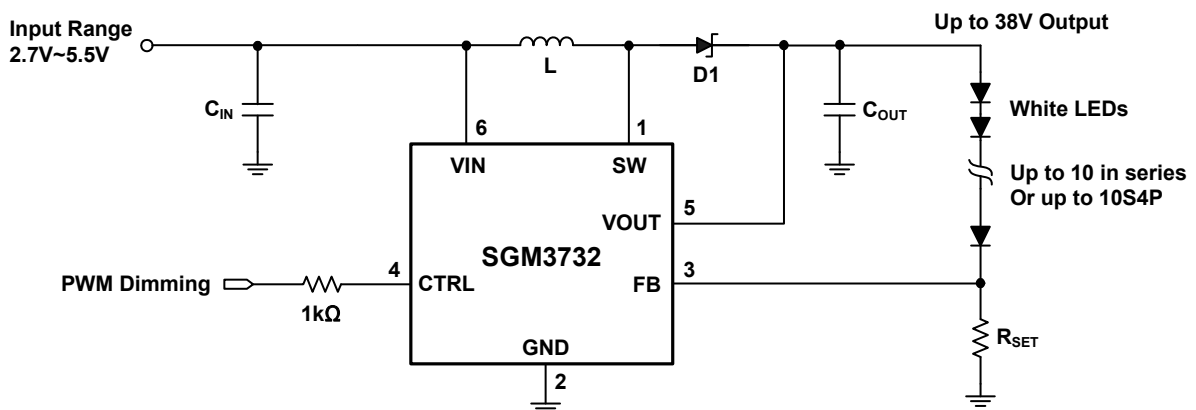 Input Range
2.7V~5.5V
Up to 38V Output
L
D1
CIN
COUT
White LEDs
6
1
VIN
SW
Up to 10 in series
Or up to 10S4P
5
VOUT
SGM3732
PWM Dimming
4
CTRL
3
FB
1kΩ
RSET
GND
2